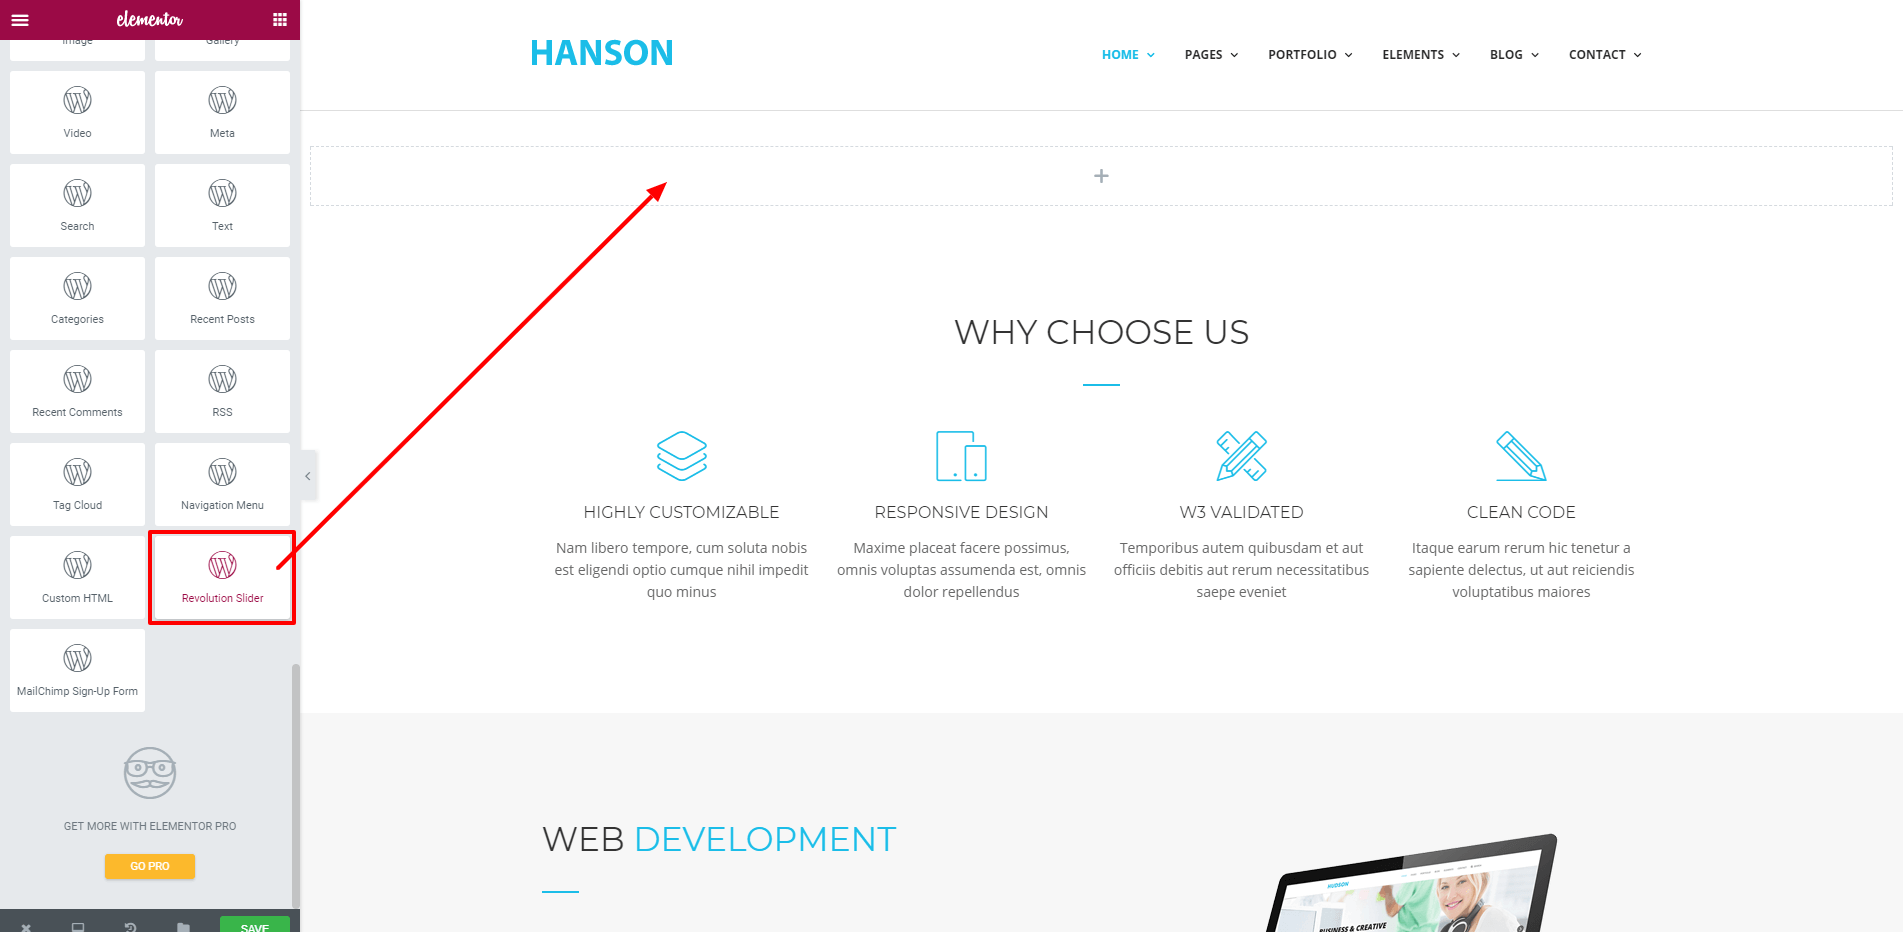 elementor
Image
Gallery
Video
Meta
Search
Text
Categories
Recent Posts
Recent Comments
RSS
Tag Cloud
Navigation Menu
Custom HTML
Revolution Slider
MailChimp Sign-Up Form
GET MORE WITH ELEMENTOR PRO
GO PRO
SAVE
HANSON
HOME
PAGES
PORTFOLIO
ELEMENTS
BLOG
CONTACT
WHY CHOOSE US
HIGHLY CUSTOMIZABLE
Nam libero tempore, cum soluta nobis
est eligendi optio cumque nihil impedit
quo minus
RESPONSIVE DESIGN
Maxime placeat facere possimus,
omnis voluptas assumenda est, omnis
dolor repellendus
W3 VALIDATED
Temporibus autem quibusdam et aut
officiis debitis aut rerum necessitatibus
saepe eveniet
CLEAN CODE
Itaque earum rerum hic tenetur a
sapiente delectus, ut aut reiciendis
voluptatibus maiores
WEB DEVELOPMENT
HUDSON
BUSINESS & CREATIVE